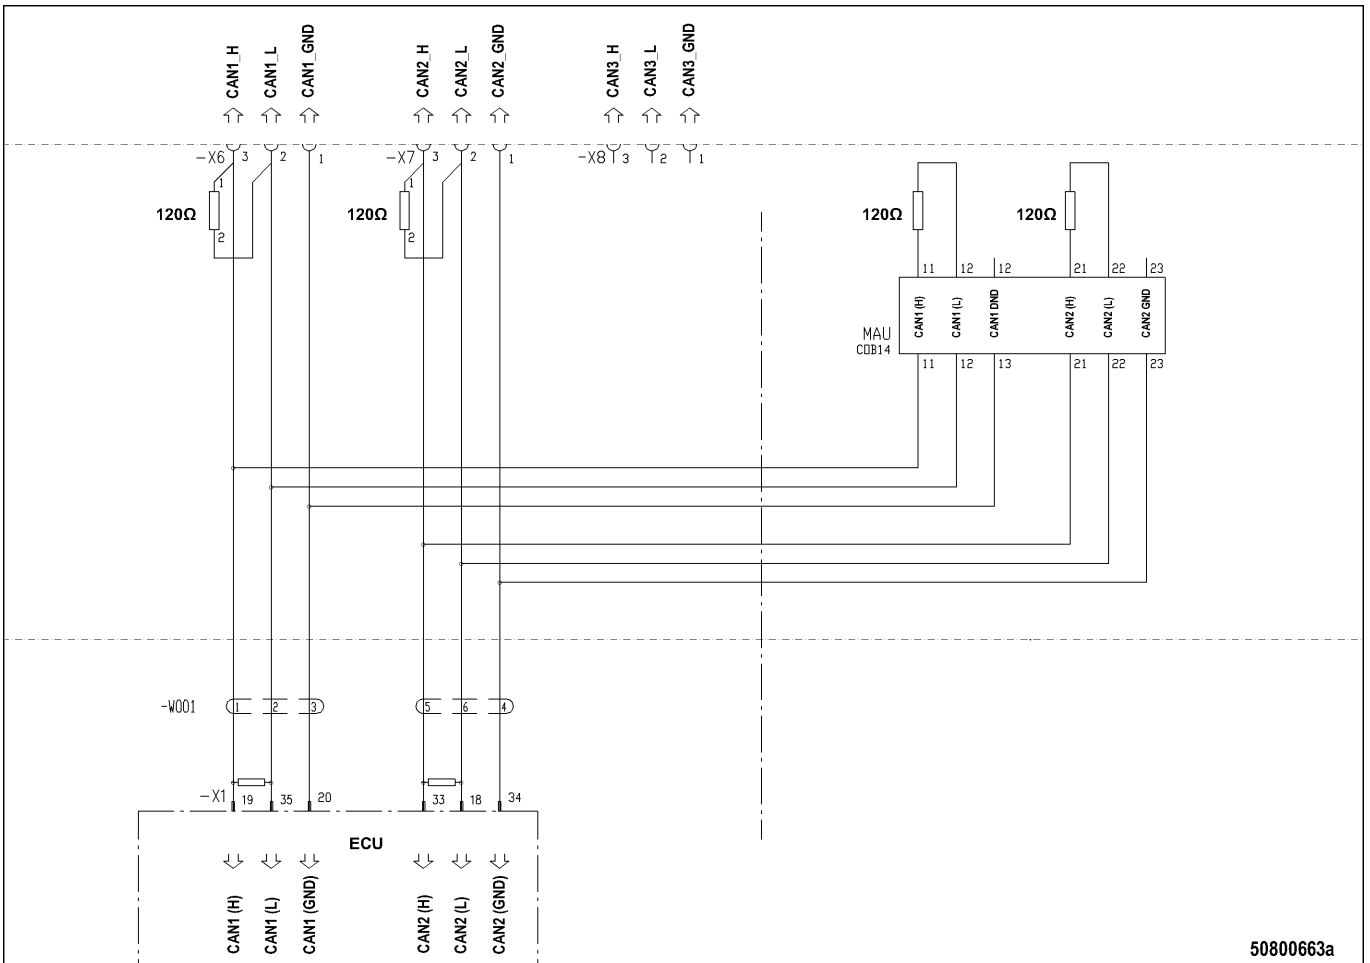 CAN1_H CAN1_L CAN1_GND CAN2_H CAN2_L CAN2_GND CAN3_H CAN3_L CAN3_GND
-X6 3 2 1 -X7 3 2 1 -X8 3 2 1
1 1
120Ω 120Ω 120Ω 120Ω
2 2
11 12 12 21 22 23
CAN1 (H) CAN1 (L) CAN1 DND CAN2 (H) CAN2 (L) CAN2 GND
MAU
COB14
11 12 13 21 22 23
-W001 1 2 3 5 6 4
-X1 19 35 20 33 18 34
ECU
CAN1 (H) CAN1 (L) CAN1 (GND) CAN2 (H) CAN2 (L) CAN2 (GND)
50800663a